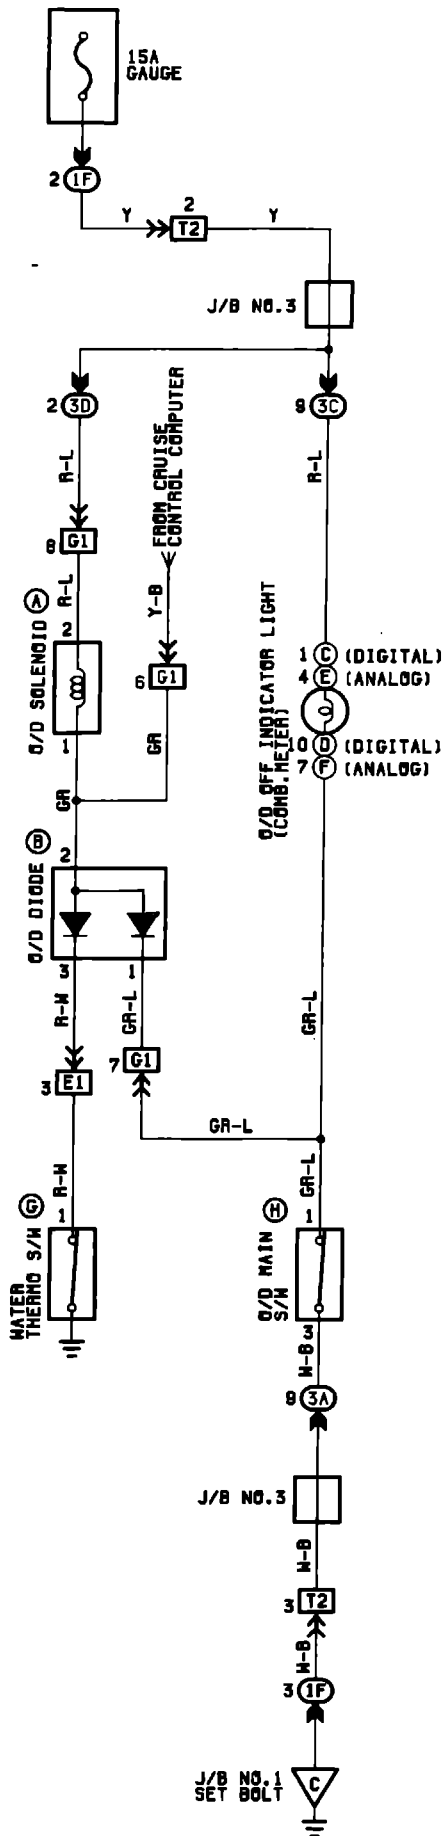 15A
GAUGE
2 1F
Y
2
T2
Y
J/B NO.3
2 3D
9 3C
R-L
FROM CRUISE
CONTROL COMPUTER
R-L
8 G1
R-L
Y-B
A
O/D SOLENOID
2
1
6 G1
GR
GR
O/D OFF INDICATOR LIGHT
(COMB.METER)
1 C (DIGITAL)
4 E (ANALOG)
10 D (DIGITAL)
7 F (ANALOG)
B
O/D DIODE
2
3
1
R-W
GR-L
GR-L
3 E1
7 G1
GR-L
R-W
GR-L
G
WATER
THERMO S/W
1
H
O/D MAIN
S/W
1
3
W-B
9 3A
J/B NO.3
W-B
3 T2
W-B
3 1F
J/B NO.1
SET BOLT
C